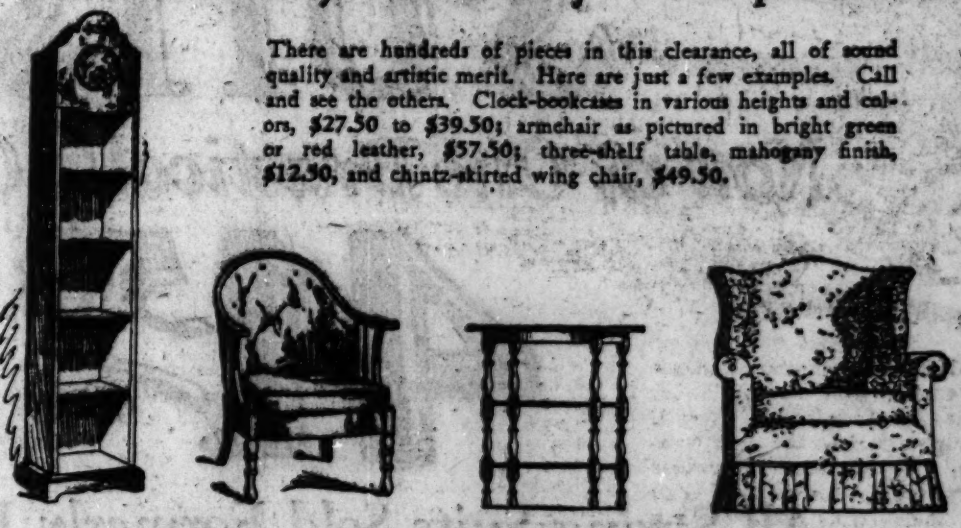 There are hundreds of pieces in this clearance, all of sound
quality and artistic merit. Here are just a few examples. Call
and see the others. Clock-bookcases in various heights and col-
ors, $27.50 to $39.50; armchair as pictured in bright green
or red leather, $57.50; three-shelf table, mahogany finish,
$12.50, and chintz-skirted wing chair, $49.50.